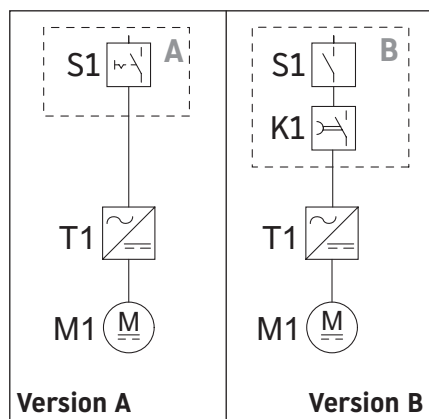 S1 A
T1
M1 M
Version A
S1 B
K1
T1
M1 M
Version B